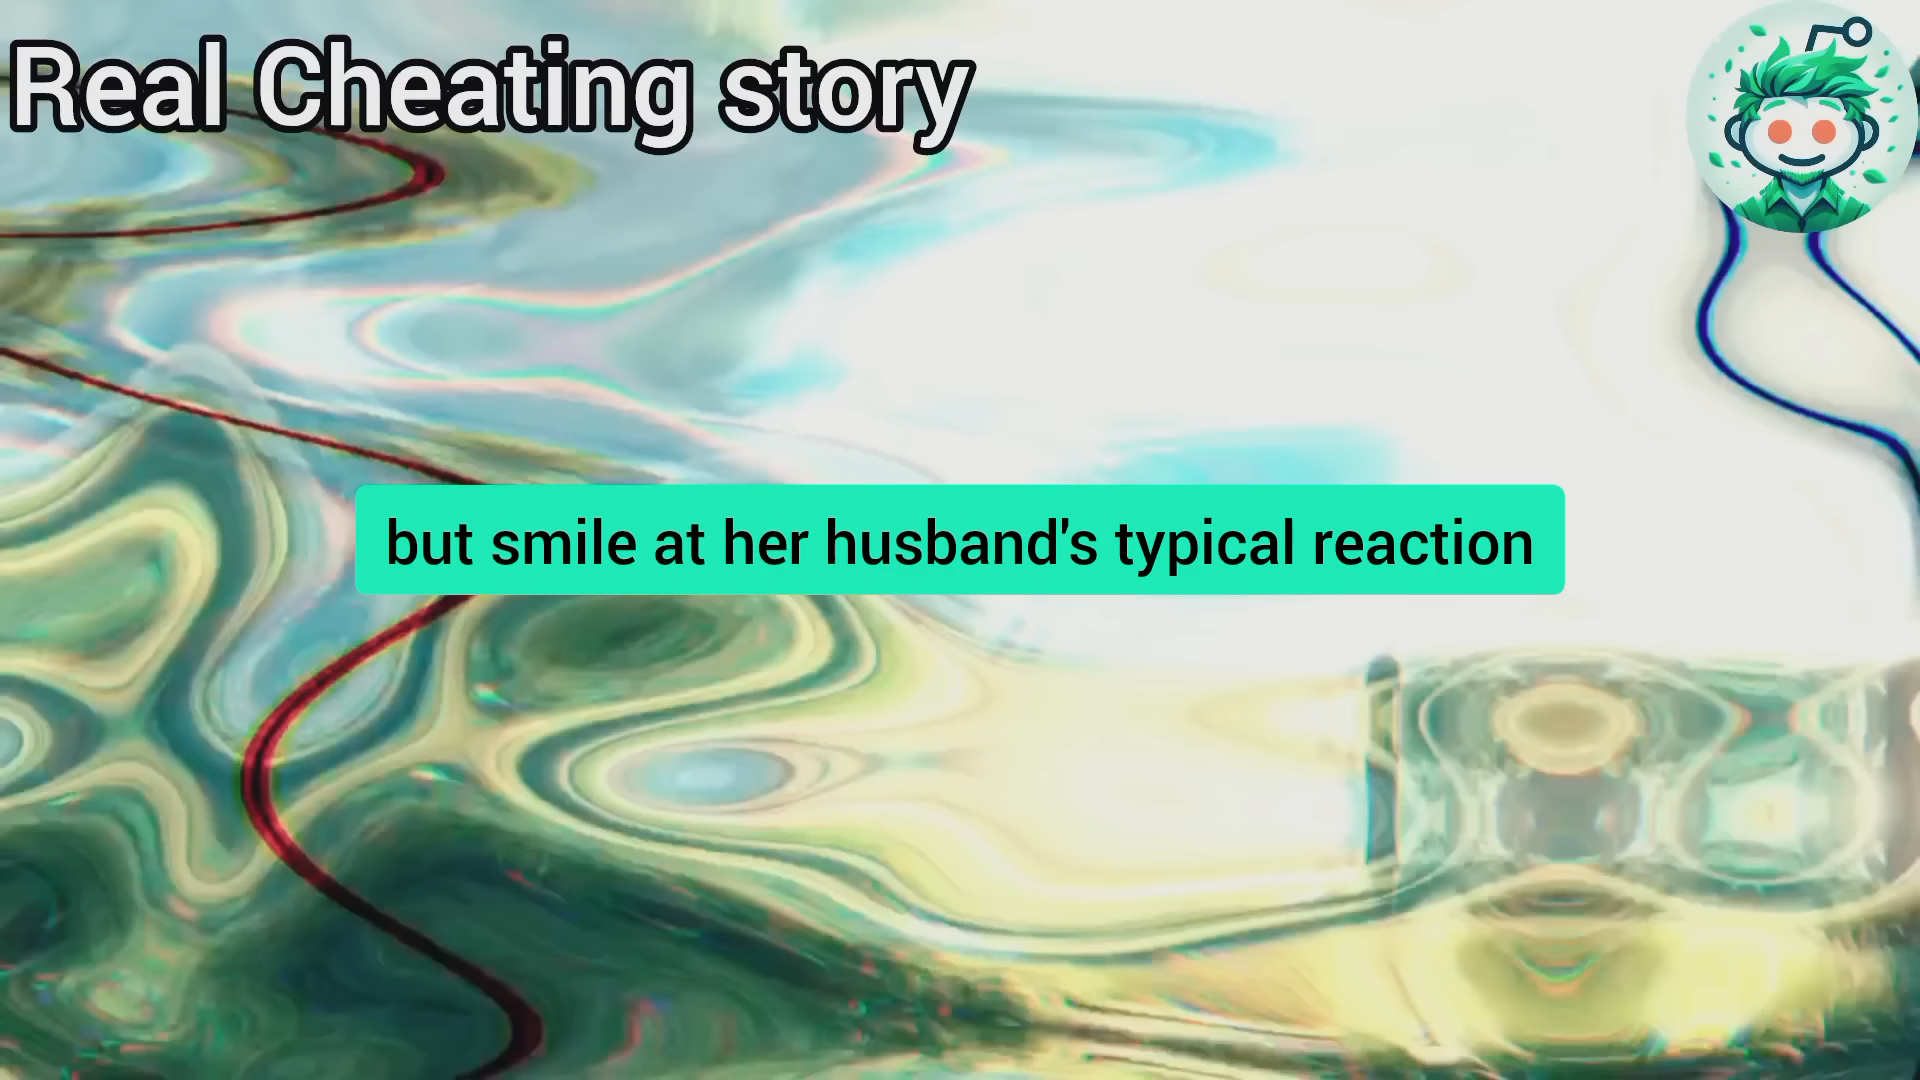 Real Cheating story
but smile at her husband's typical reaction